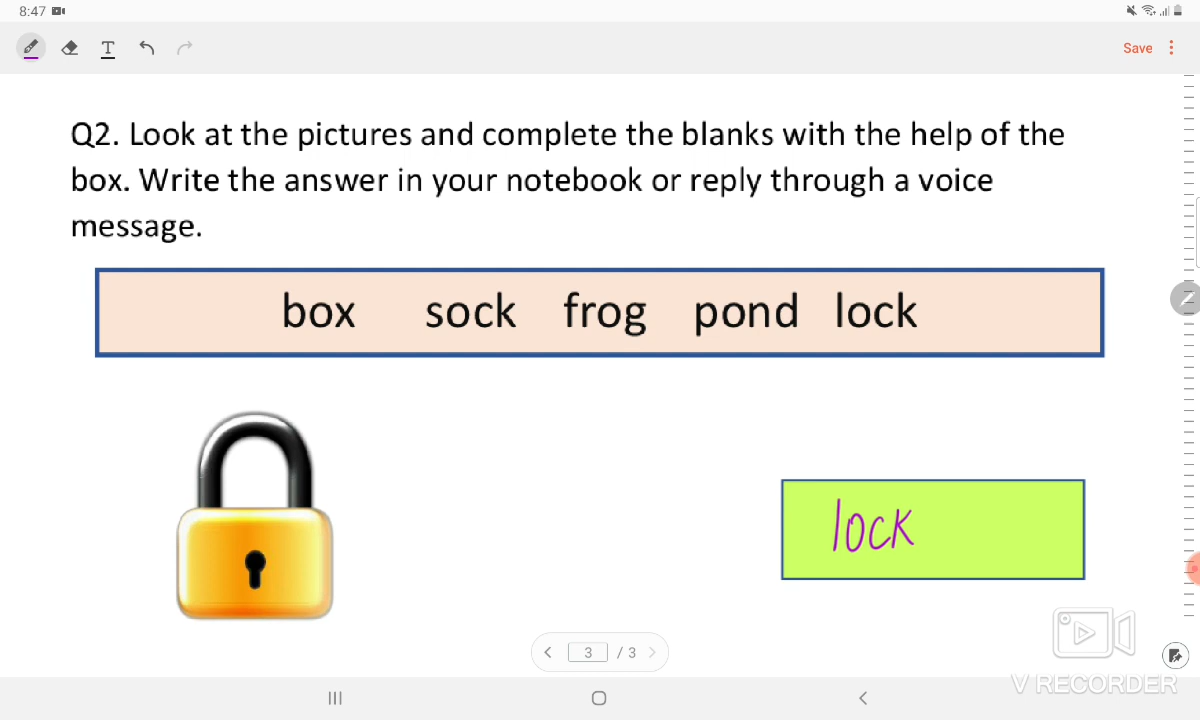 8:47
T
Save
Q2. Look at the pictures and complete the blanks with the help of the
box. Write the answer in your notebook or reply through a voice
message.
box sock frog pond lock
lock
3 / 3
V RECORDER